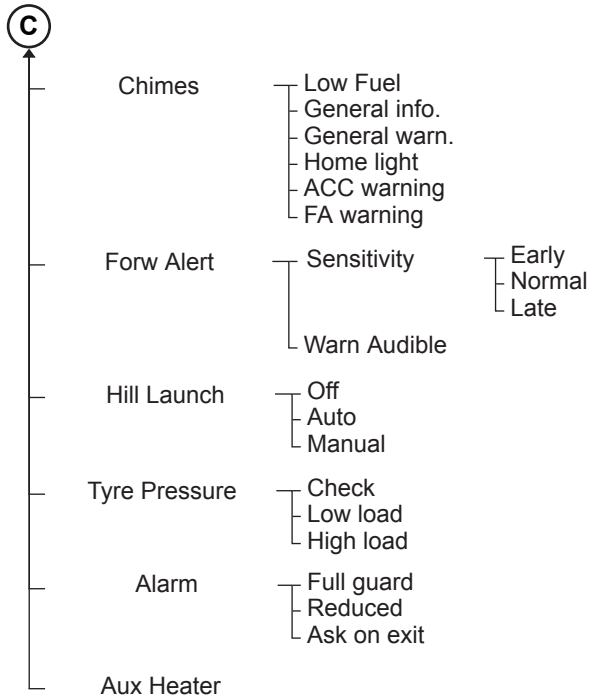 C
Chimes
Low Fuel
General info.
General warn.
Home light
ACC warning
FA warning
Forw Alert
Sensitivity
Early
Normal
Late
Warn Audible
Hill Launch
Off
Auto
Manual
Tyre Pressure
Check
Low load
High load
Alarm
Full guard
Reduced
Ask on exit
Aux Heater